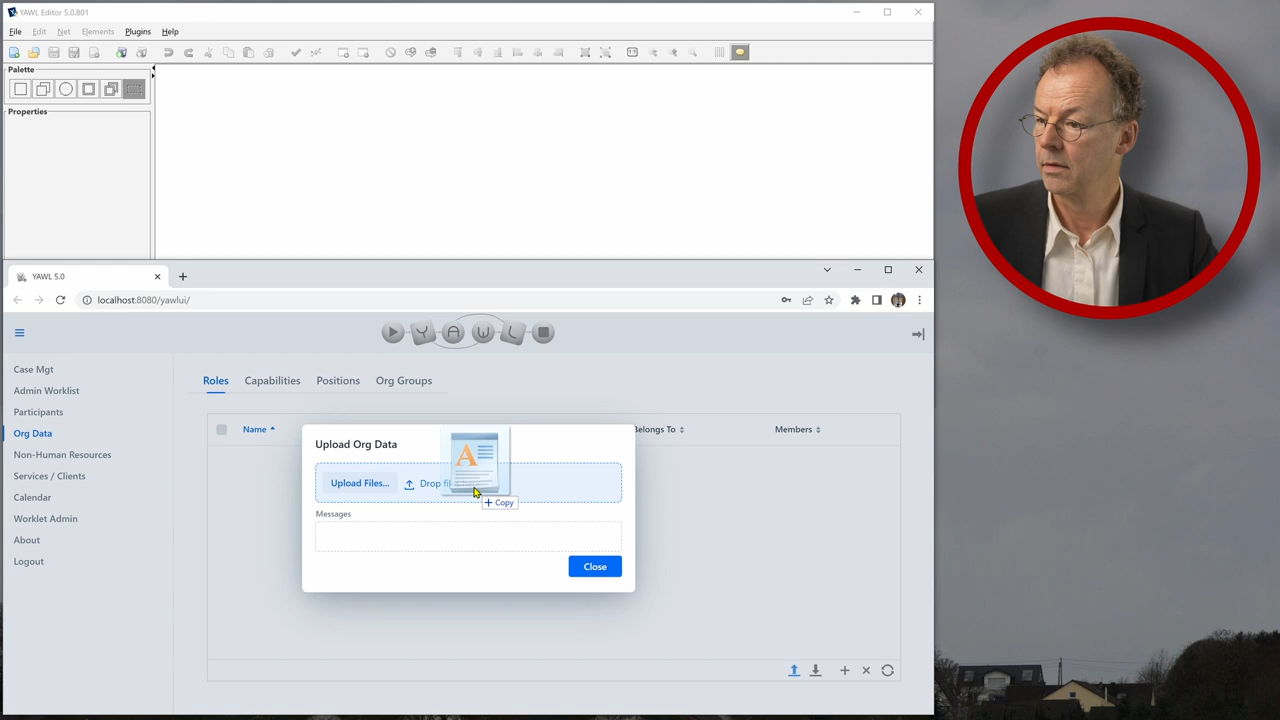 YAWL Editor 5.0.801
File Edit Net Elements Plugins Help
Palette
Properties
YAWL 5.0
localhost:8080/yawlui/
Y A W L
Case Mgt
Admin Worklist
Participants
Org Data
Non-Human Resources
Services / Clients
Calendar
Worklet Admin
About
Logout
Roles Capabilities Positions Org Groups
Name Belongs To Members
Upload Org Data
A
Upload Files... Drop
Copy
Messages
Close